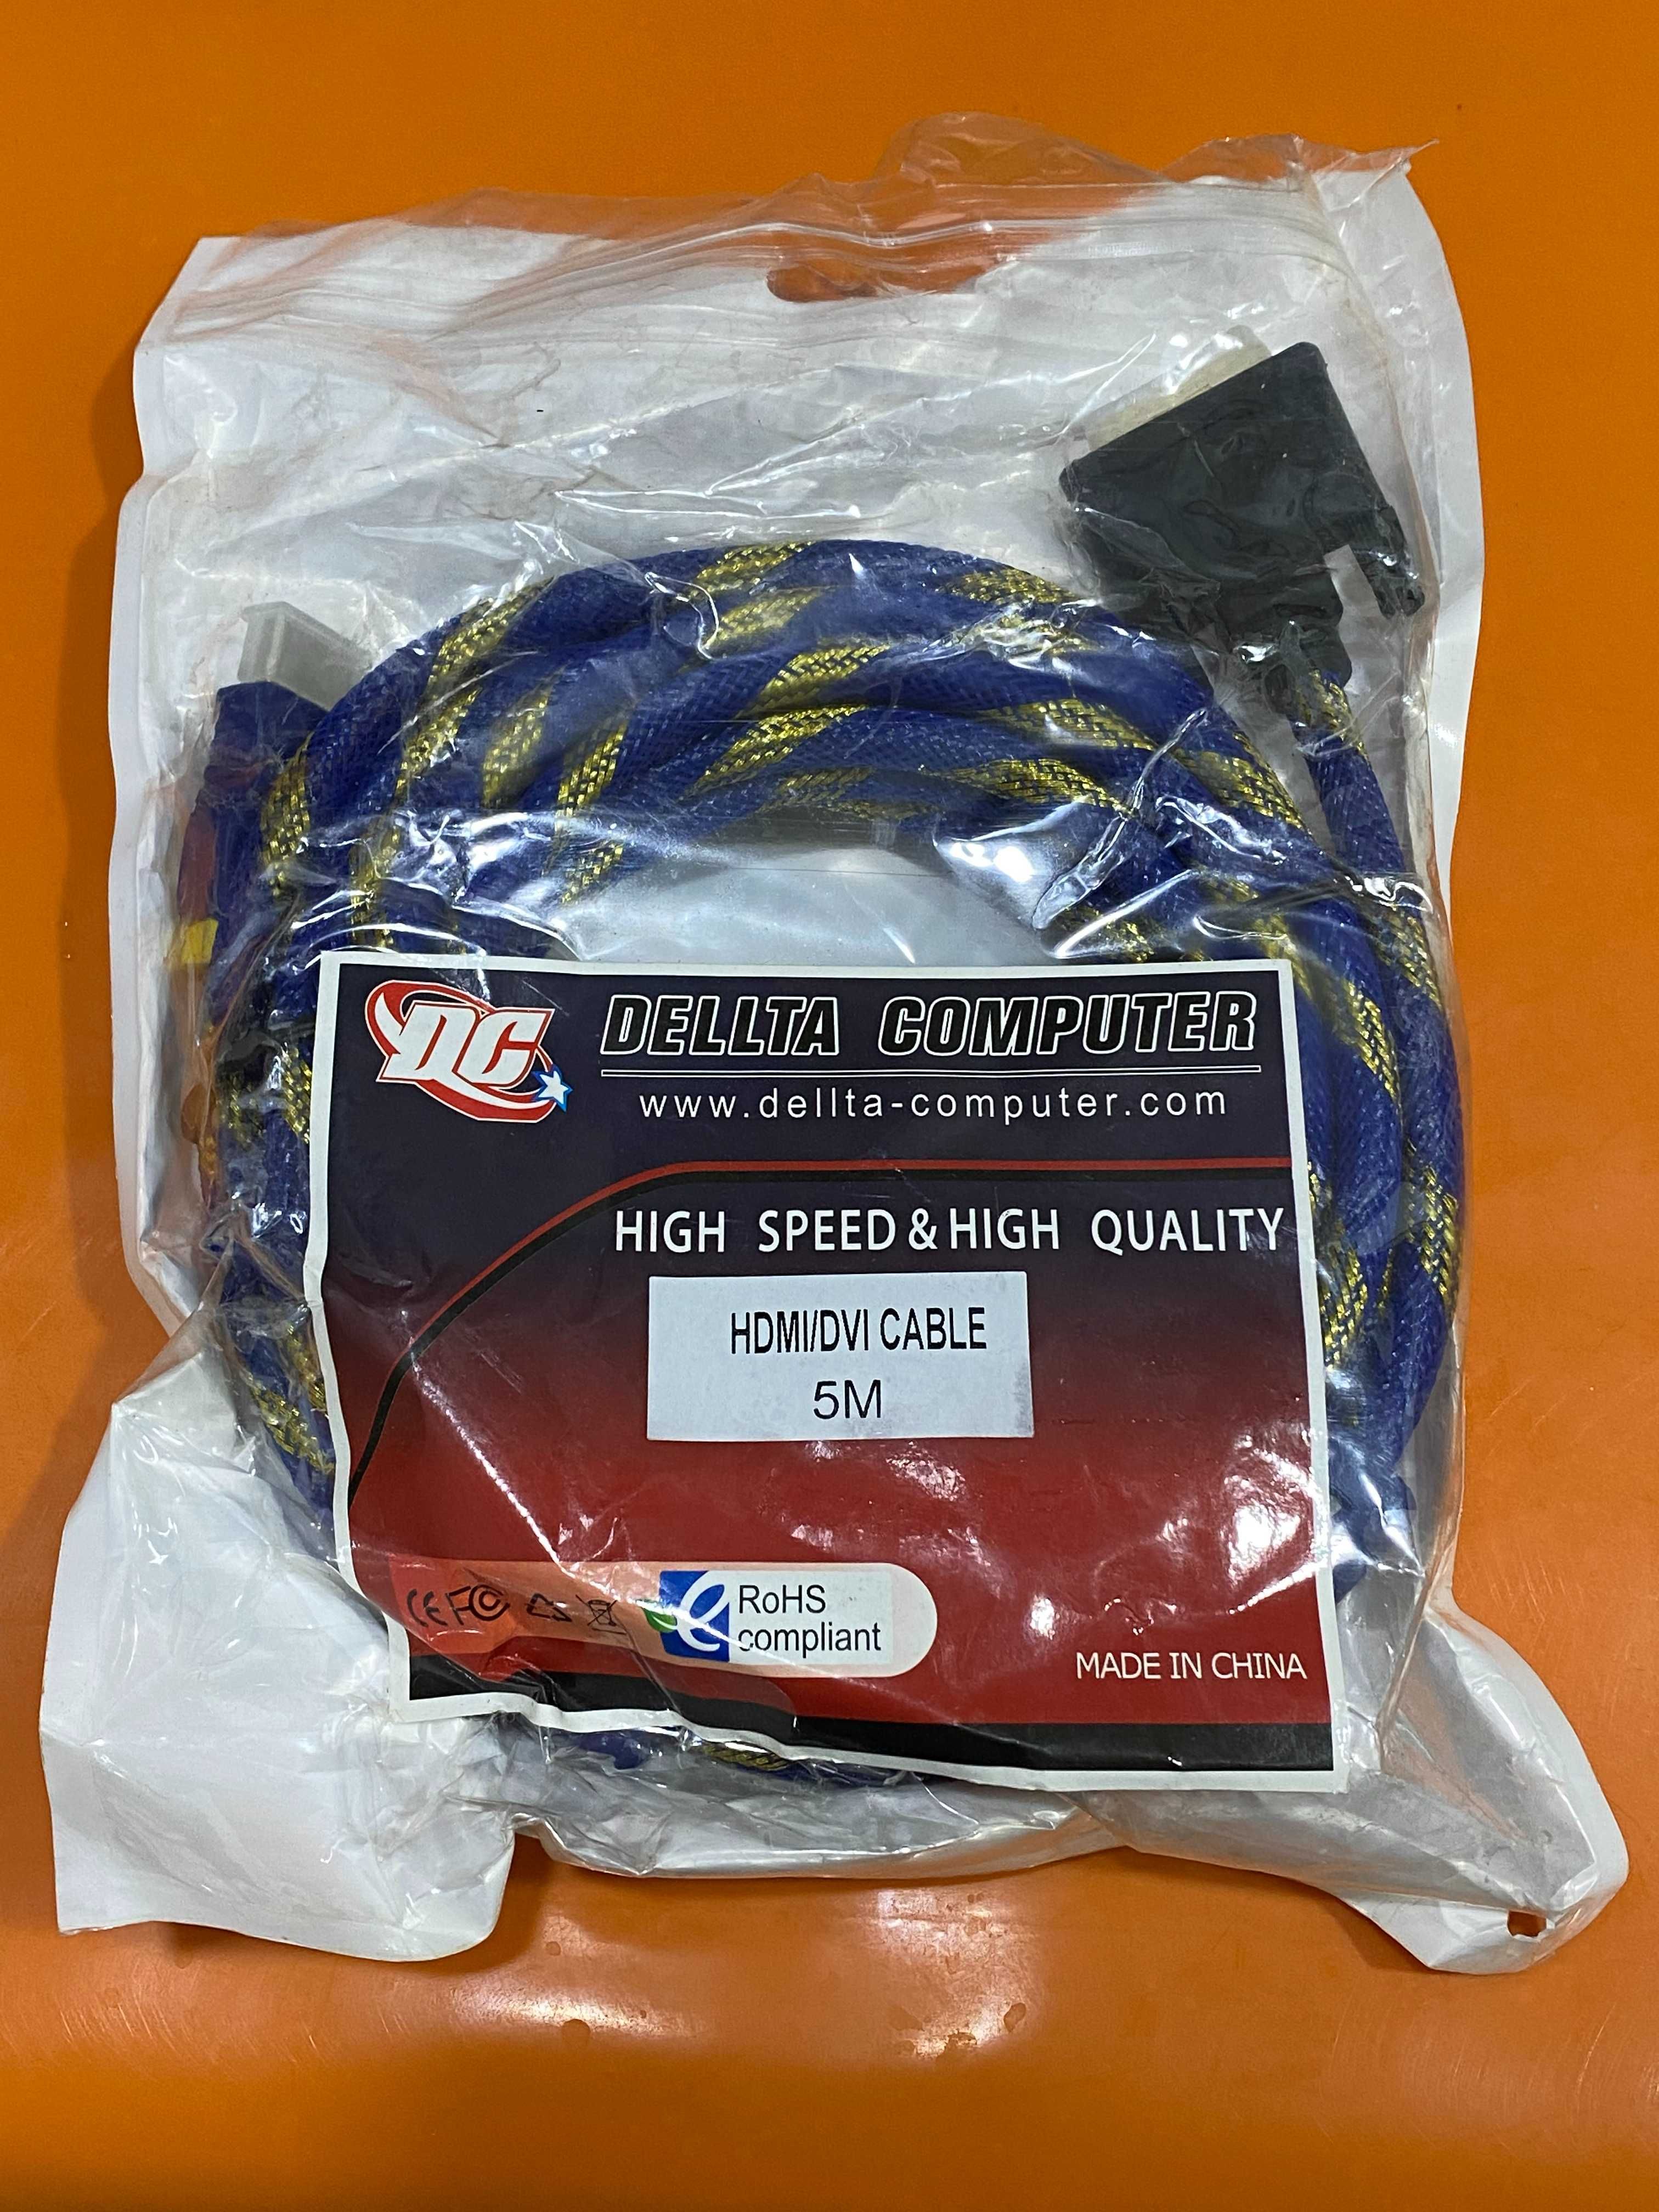 DC DELLTA COMPUTER
www.dellta-computer.com
HIGH SPEED & HIGH QUALITY
HDMI/DVI CABLE
5M
CE FC RoHS
compliant
MADE IN CHINA